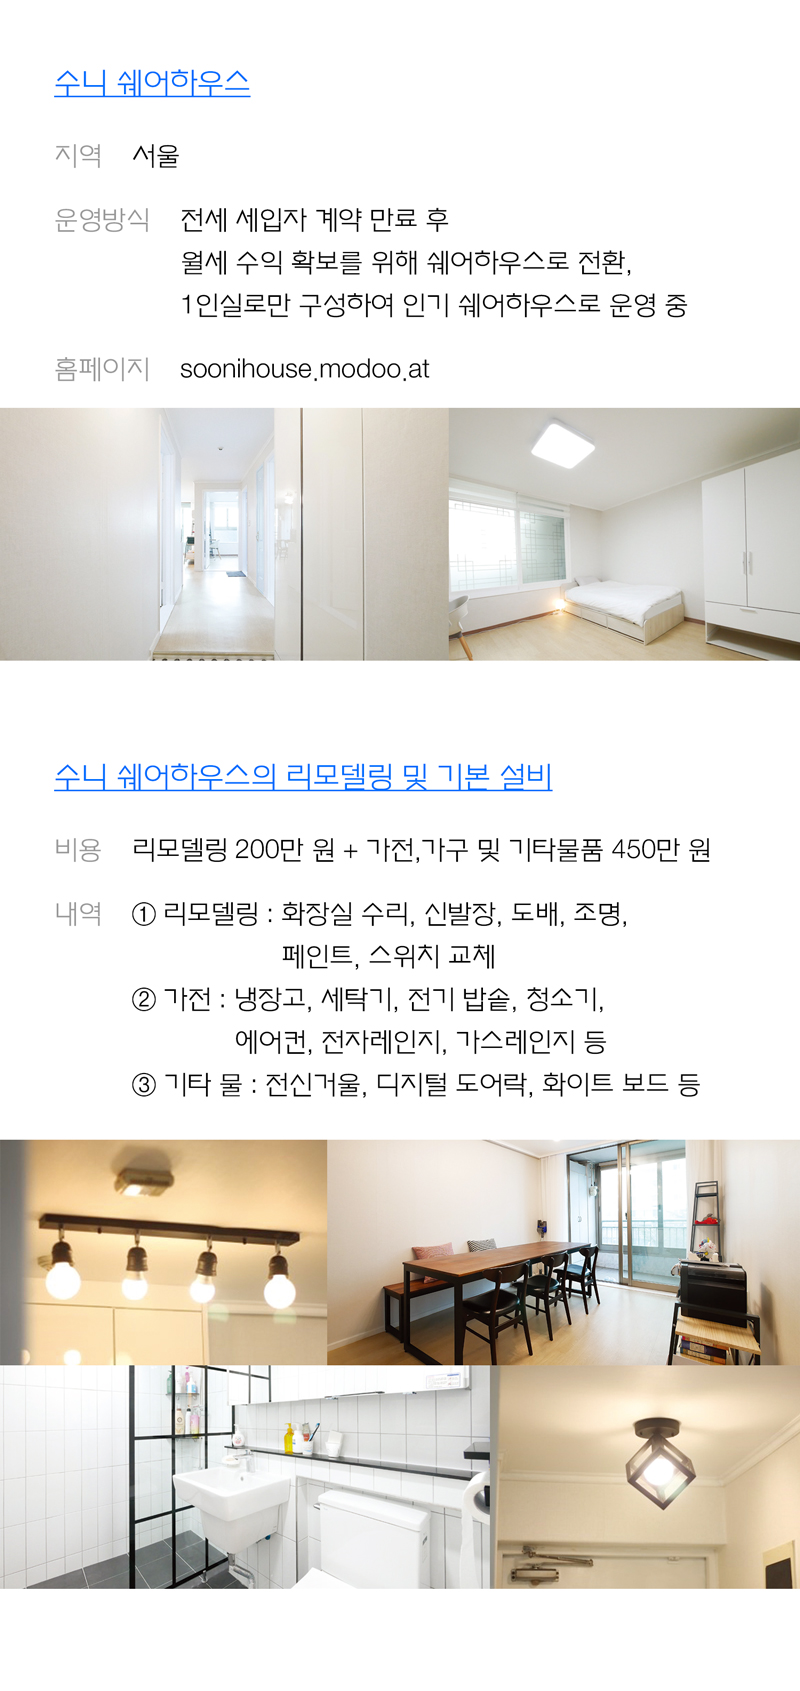 수니 쉐어하우스
지역 서울
운영방식 전세 세입자 계약 만료 후
월세 수익 확보를 위해 쉐어하우스로 전환,
1인실로만 구성하여 인기 쉐어하우스로 운영 중
홈페이지 soonihouse.modoo.at
수니 쉐어하우스의 리모델링 및 기본 설비
비용 리모델링 200만 원 + 가전,가구 및 기타물품 450만 원
내역 ① 리모델링 : 화장실 수리, 신발장, 도배, 조명,
페인트, 스위치 교체
② 가전 : 냉장고, 세탁기, 전기 밥솥, 청소기,
에어컨, 전자레인지, 가스레인지 등
③ 기타 물 : 전신거울, 디지털 도어락, 화이트 보드 등